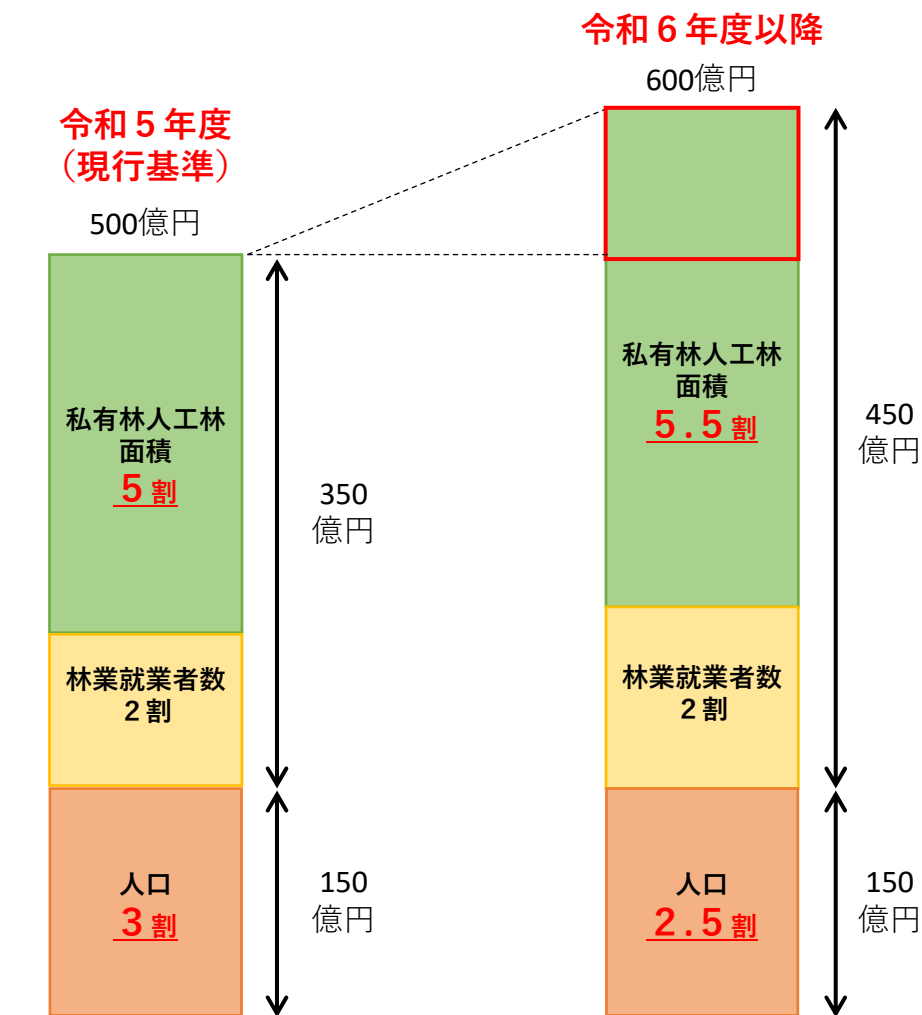 令和５年度
（現行基準）
500億円
私有林人工林
面積
５割
林業就業者数
２割
人口
３割
350
億円
150
億円
令和６年度以降
600億円
私有林人工林
面積
５.５割
林業就業者数
２割
人口
２.５割
450
億円
150
億円